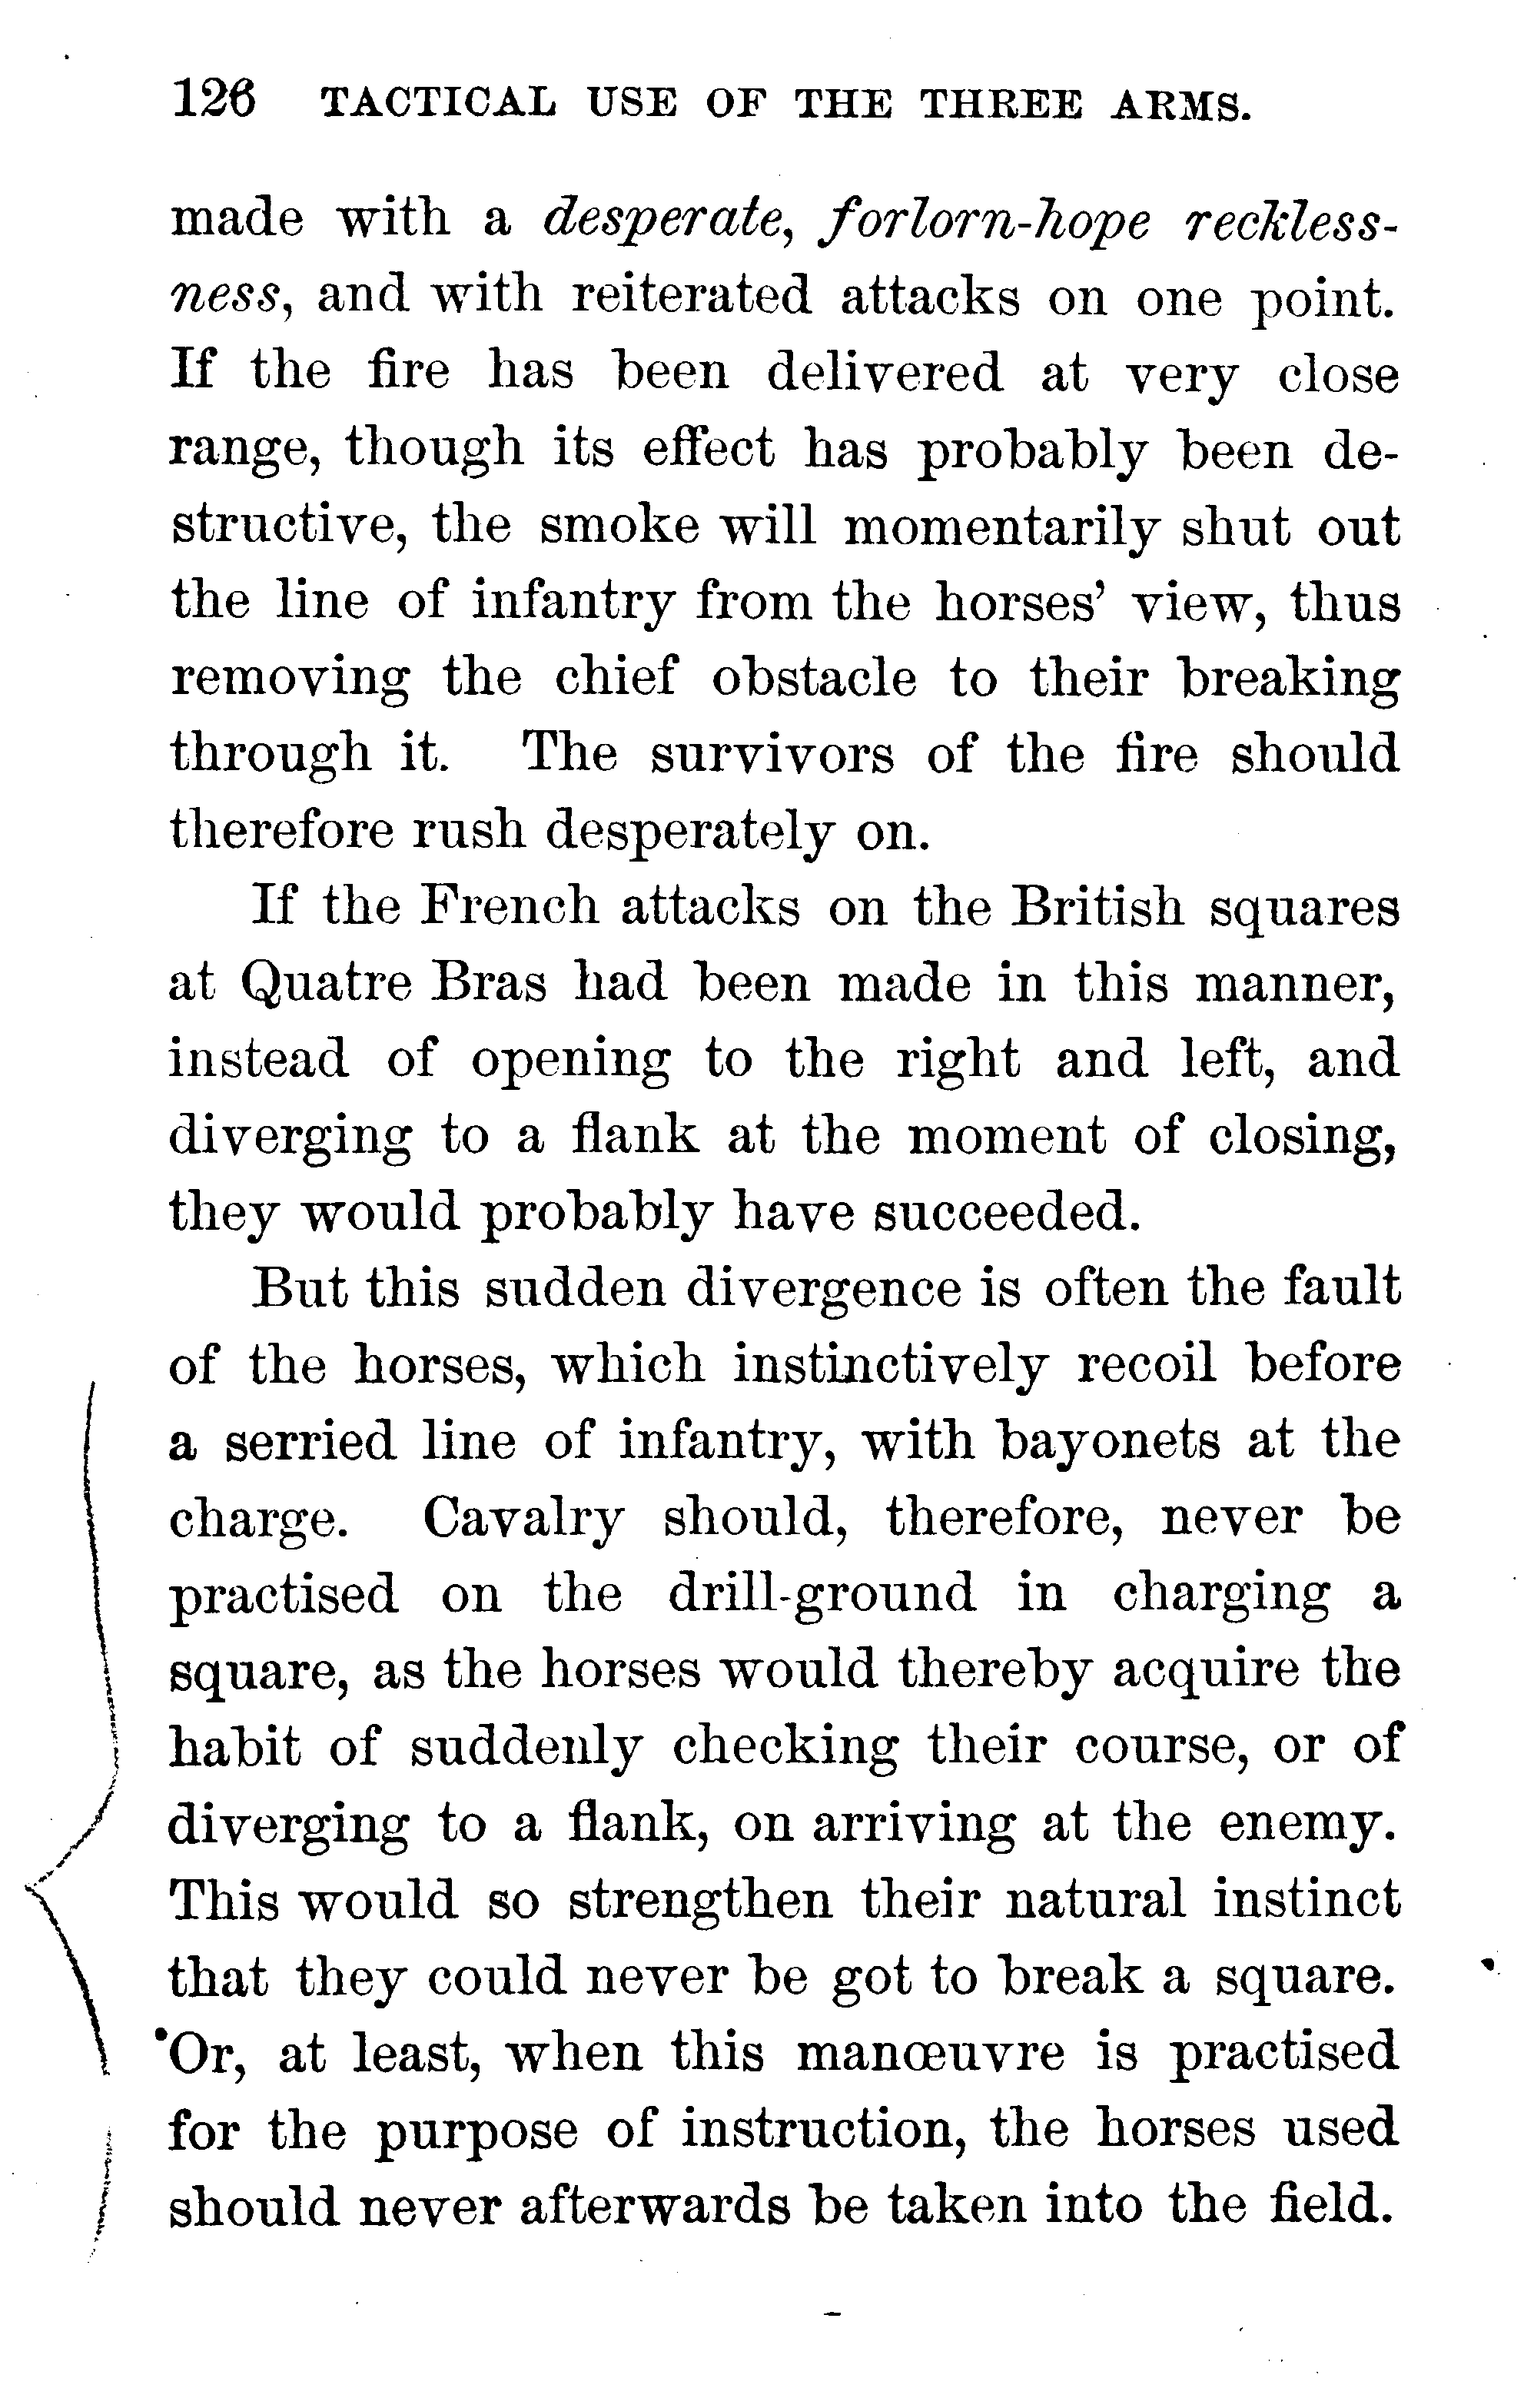 126 TACTICAL USE OF THE THREE ARMS.
made with a desperate, forlorn-hope reckless-
ness, and with reiterated attacks on one point.
If the fire has been delivered at very close
range, though its effect has probably been de-
structive, the smoke will momentarily shut out
the line of infantry from the horses' view, thus
removing the chief obstacle to their breaking
through it. The survivors of the fire should
therefore rush desperately on.
If the French attacks on the British squares
at Quatre Bras had been made in this manner,
instead of opening to the right and left, and
diverging to a flank at the moment of closing,
they would probably have succeeded.
But this sudden divergence is often the fault
of the horses, which instinctively recoil before
a serried line of infantry, with bayonets at the
charge. Cavalry should, therefore, never be
practised on the drill-ground in charging a
square, as the horses would thereby acquire the
habit of suddenly checking their course, or of
diverging to a flank, on arriving at the enemy.
This would so strengthen their natural instinct
that they could never be got to break a square.
Or, at least, when this manœuvre is practised
for the purpose of instruction, the horses used
should never afterwards be taken into the field.